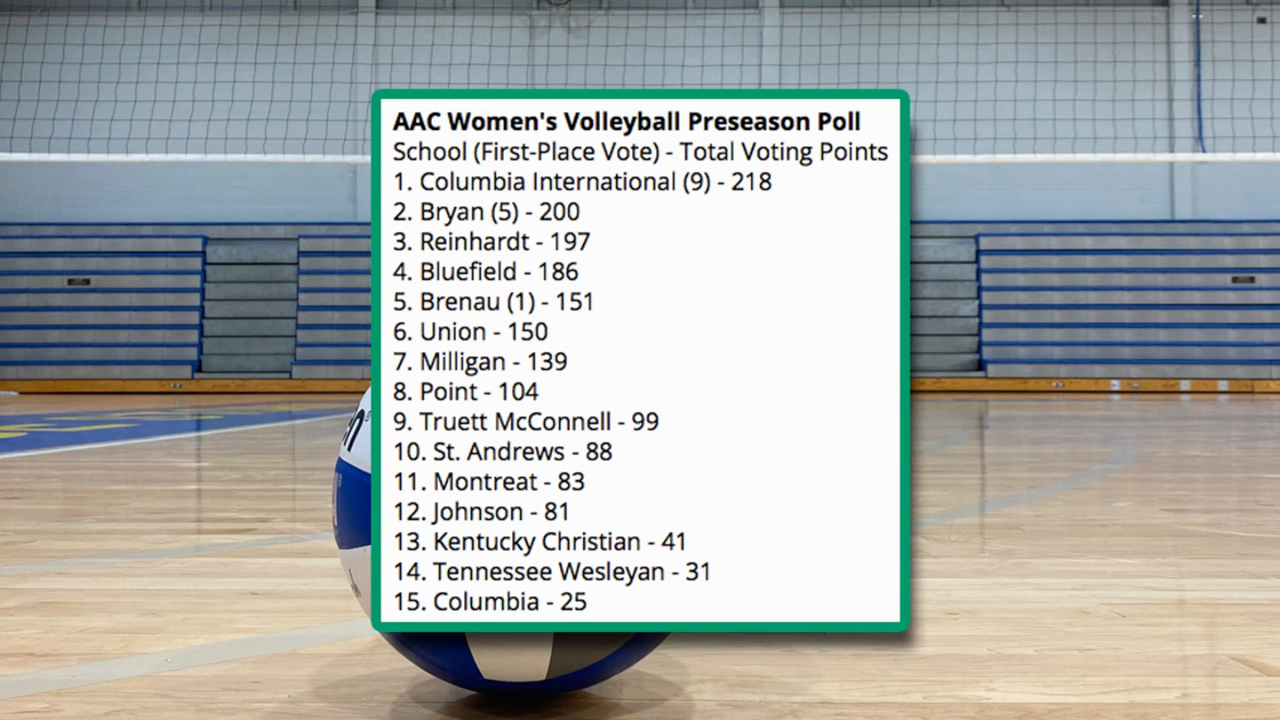 AAC Women's Volleyball Preseason Poll
School (First-Place Vote) - Total Voting Points
1. Columbia International (9) - 218
2. Bryan (5) - 200
3. Reinhardt - 197
4. Bluefield - 186
5. Brenau (1) - 151
6. Union - 150
7. Milligan - 139
8. Point - 104
9. Truett McConnell - 99
10. St. Andrews - 88
11. Montreat - 83
12. Johnson - 81
13. Kentucky Christian - 41
14. Tennessee Wesleyan - 31
15. Columbia - 25